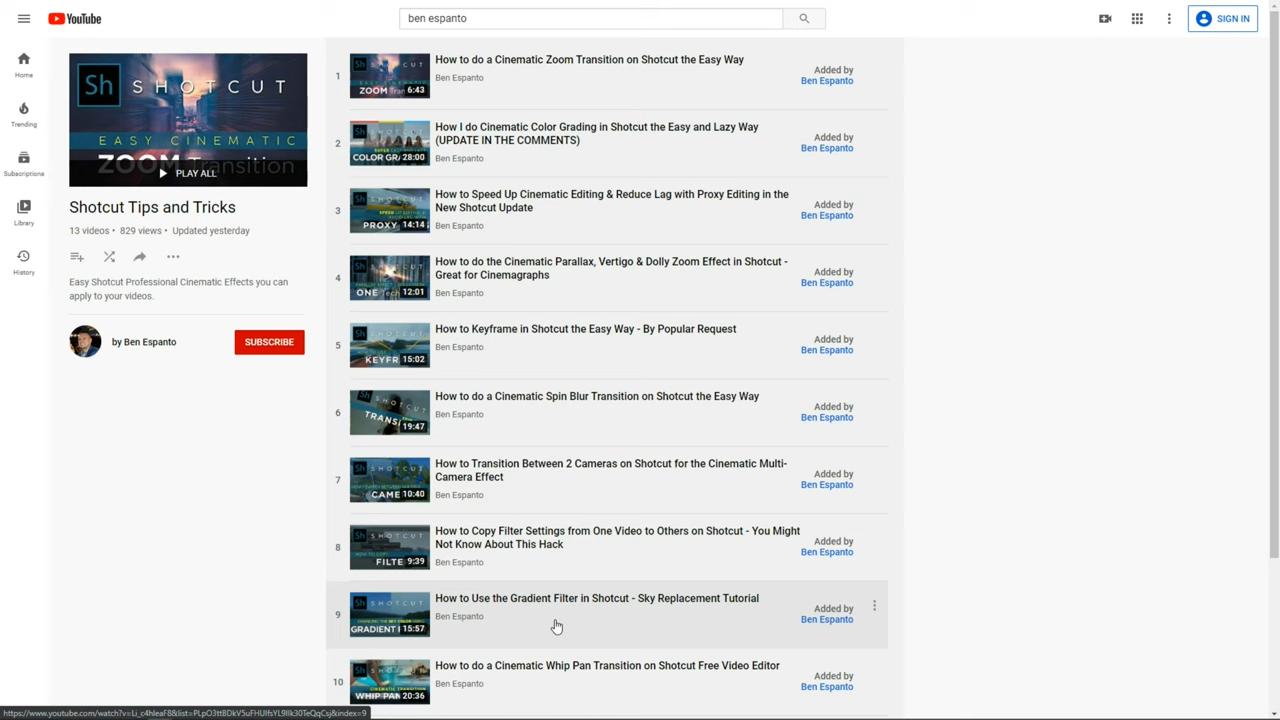 YouTube
ben espanto
SIGN IN
Home
Trending
Subscriptions
Library
History
Sh SHOTCUT
EASY CINEMATIC
ZOOM Transition
PLAY ALL
Shotcut Tips and Tricks
13 videos • 829 views • Updated yesterday
Easy Shotcut Professional Cinematic Effects you can
apply to your videos.
by Ben Espanto
SUBSCRIBE
1
ZOOM
6:43
How to do a Cinematic Zoom Transition on Shotcut the Easy Way
Ben Espanto
Added by
Ben Espanto
2
COLOR GRA
28:00
How I do Cinematic Color Grading in Shotcut the Easy and Lazy Way
(UPDATE IN THE COMMENTS)
Ben Espanto
Added by
Ben Espanto
3
PROXY
14:14
How to Speed Up Cinematic Editing & Reduce Lag with Proxy Editing in the
New Shotcut Update
Ben Espanto
Added by
Ben Espanto
4
ONE Tech
12:01
How to do the Cinematic Parallax, Vertigo & Dolly Zoom Effect in Shotcut -
Great for Cinemagraphs
Ben Espanto
Added by
Ben Espanto
5
KEYFR
15:02
How to Keyframe in Shotcut the Easy Way - By Popular Request
Ben Espanto
Added by
Ben Espanto
6
TRANSI
19:47
How to do a Cinematic Spin Blur Transition on Shotcut the Easy Way
Ben Espanto
Added by
Ben Espanto
7
CAME
10:40
How to Transition Between 2 Cameras on Shotcut for the Cinematic Multi-
Camera Effect
Ben Espanto
Added by
Ben Espanto
8
FILTE
9:39
How to Copy Filter Settings from One Video to Others on Shotcut - You Might
Not Know About This Hack
Ben Espanto
Added by
Ben Espanto
9
GRADIENT
15:57
How to Use the Gradient Filter in Shotcut - Sky Replacement Tutorial
Ben Espanto
Added by
Ben Espanto
10
WHIP PAN
20:36
How to do a Cinematic Whip Pan Transition on Shotcut Free Video Editor
Ben Espanto
Added by
Ben Espanto